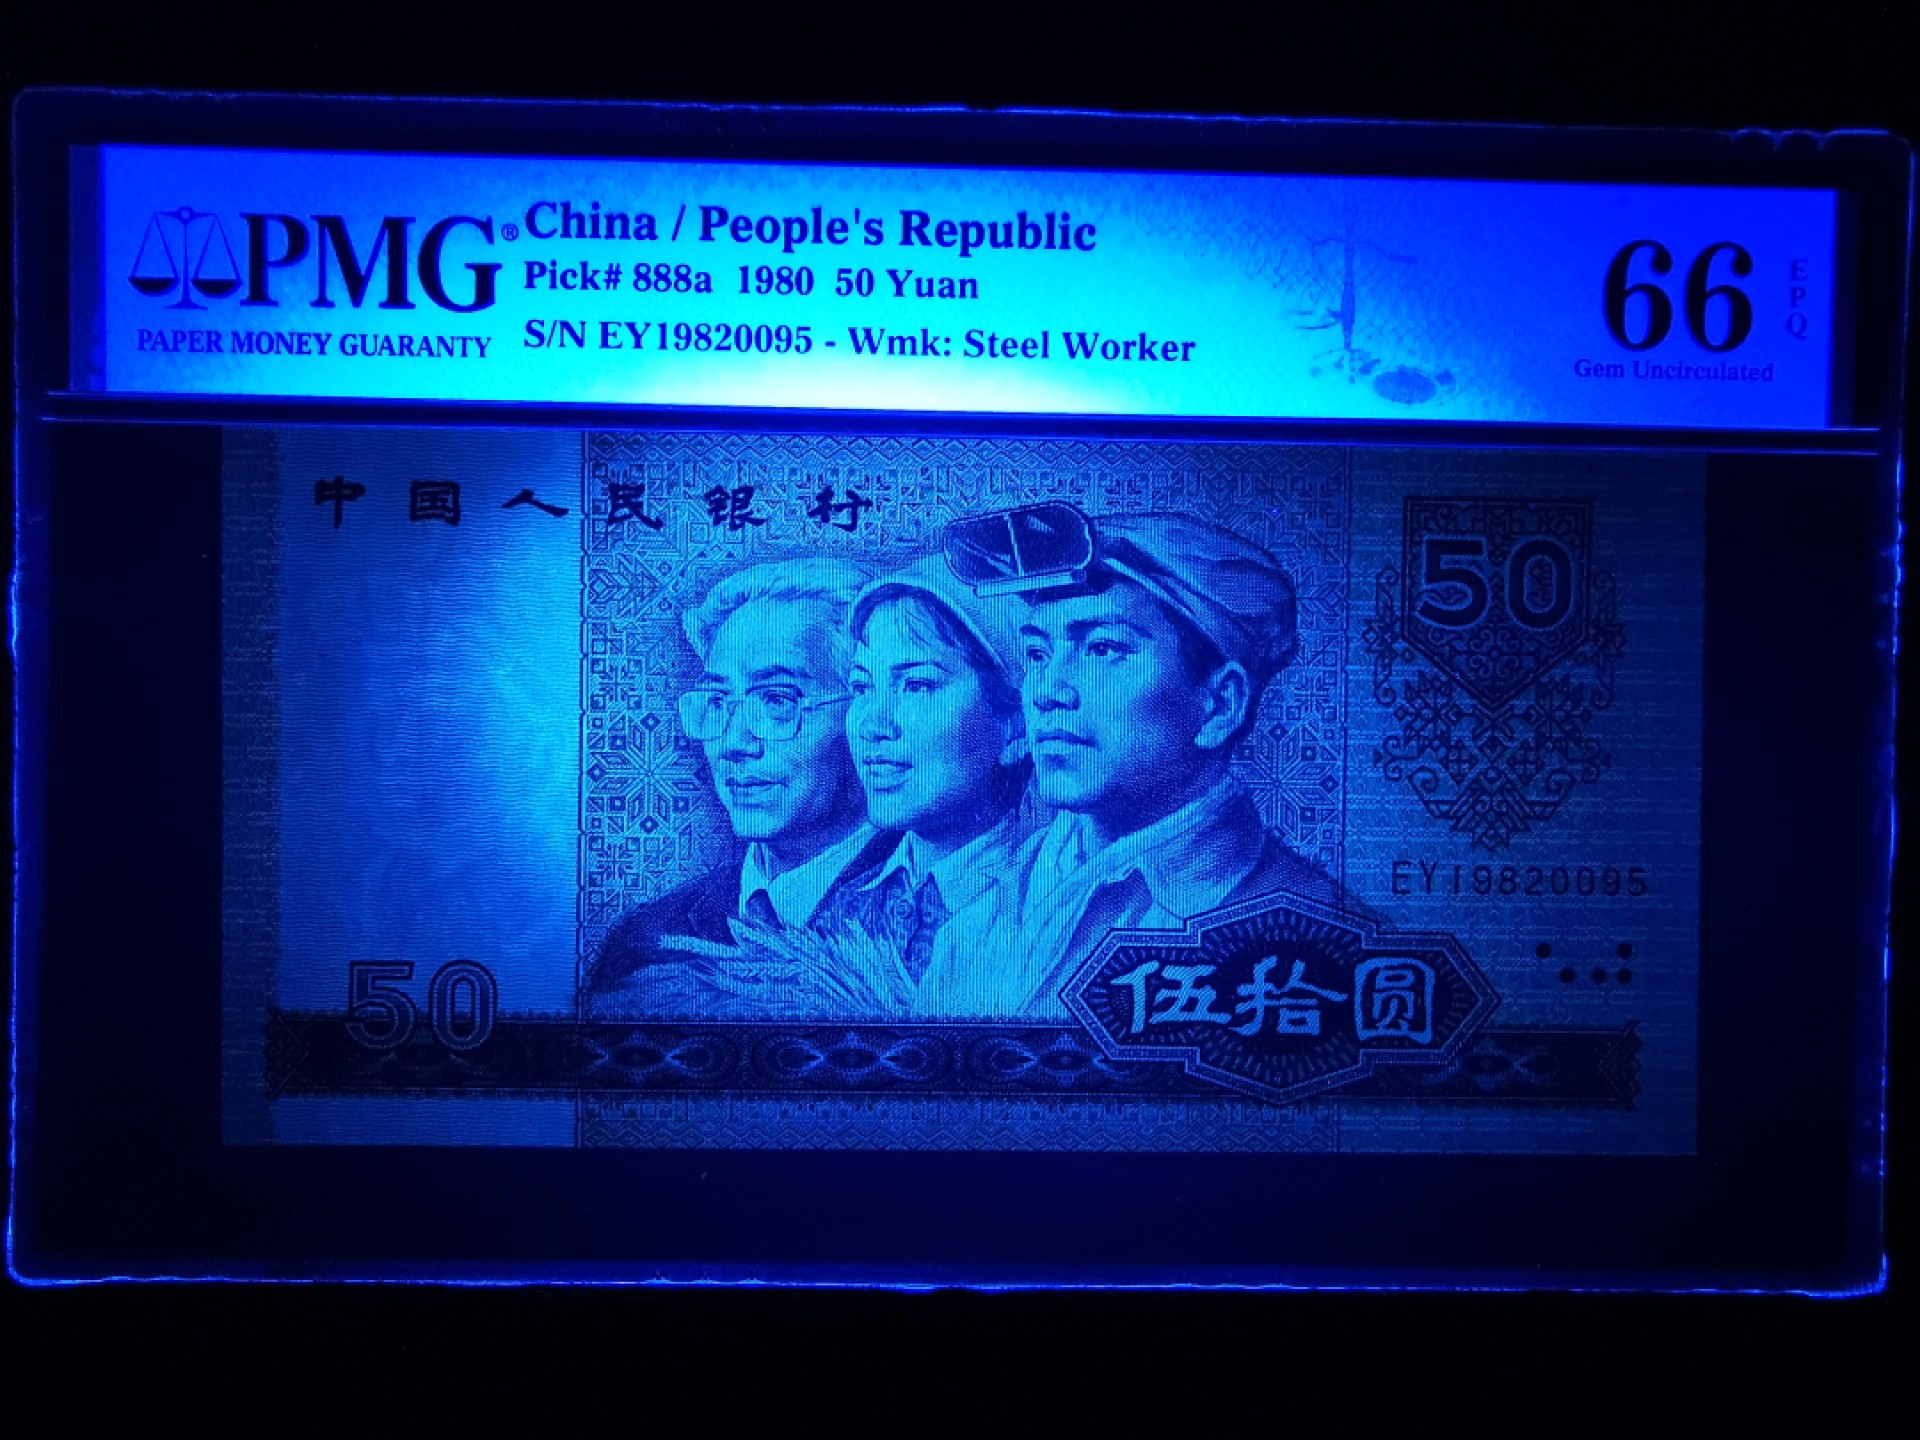 PMG®
PAPER MONEY GUARANTY
China / People's Republic
Pick# 888a 1980 50 Yuan
S/N EY19820095 - Wmk: Steel Worker
66
EPQ
Gem Uncirculated
中国人民银行
50
EY19820095
50
伍拾圆